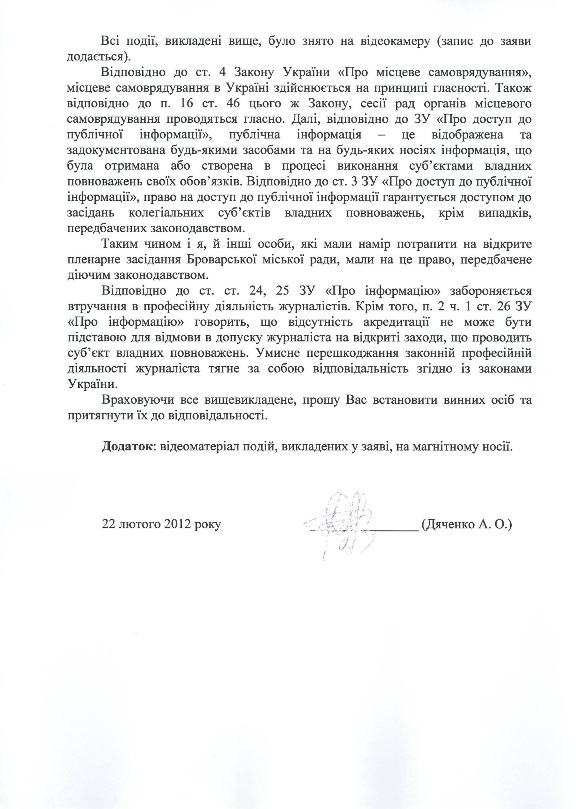 Всі події, викладені вище, було знято на відеокамеру (запис до заяви
додається).
Відповідно до ст. 4 Закону України «Про місцеве самоврядування»,
місцеве самоврядування в Україні здійснюється на принципі гласності. Також
відповідно до п. 16 ст. 46 цього ж Закону, сесії рад органів місцевого
самоврядування проводяться гласно. Далі, відповідно до ЗУ «Про доступ до
публічної інформації», публічна інформація – це відображена та
задокументована будь-якими засобами та на будь-яких носіях інформація, що
була отримана або створена в процесі виконання суб’єктами владних
повноважень своїх обов’язків. Відповідно до ст. 3 ЗУ «Про доступ до публічної
інформації», право на доступ до публічної інформації гарантується доступом до
засідань колегіальних суб’єктів владних повноважень, крім випадків,
передбачених законодавством.
Таким чином і я, й інші особи, які мали намір потрапити на відкрите
пленарне засідання Броварської міської ради, мали на це право, передбачене
діючим законодавством.
Відповідно до ст. ст. 24, 25 ЗУ «Про інформацію» забороняється
втручання в професійну діяльність журналістів. Крім того, п. 2 ч. 1 ст. 26 ЗУ
«Про інформацію» говорить, що відсутність акредитації не може бути
підставою для відмови в допуску журналіста на відкриті заходи, що проводить
суб’єкт владних повноважень. Умисне перешкоджання законній професійній
діяльності журналіста тягне за собою відповідальність згідно із законами
України.
Враховуючи все вищевикладене, прошу Вас встановити винних осіб та
притягнути їх до відповідальності.
Додаток: відеоматеріал подій, викладених у заяві, на магнітному носії.
22 лютого 2012 року _________ (Дяченко А. О.)